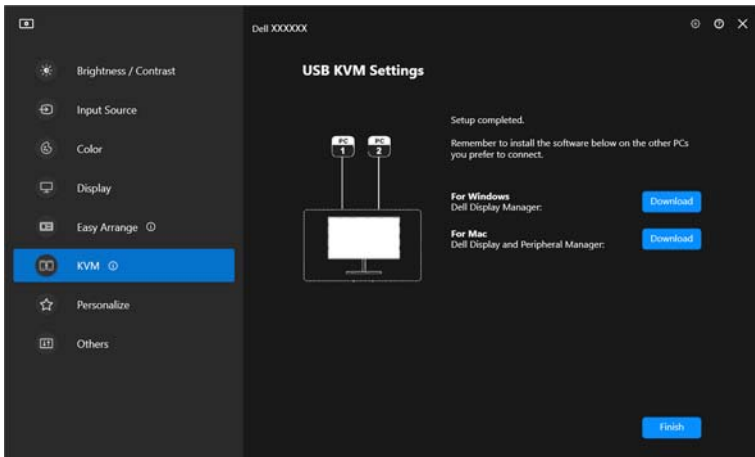 Dell XXXXXX
Brightness / Contrast
Input Source
Color
Display
Easy Arrange
KVM
Personalize
Others
USB KVM Settings
PC
1
PC
2
Setup completed.
Remember to install the software below on the other PCs
you prefer to connect.
For Windows
Dell Display Manager:
Download
For Mac
Dell Display and Peripheral Manager:
Download
Finish